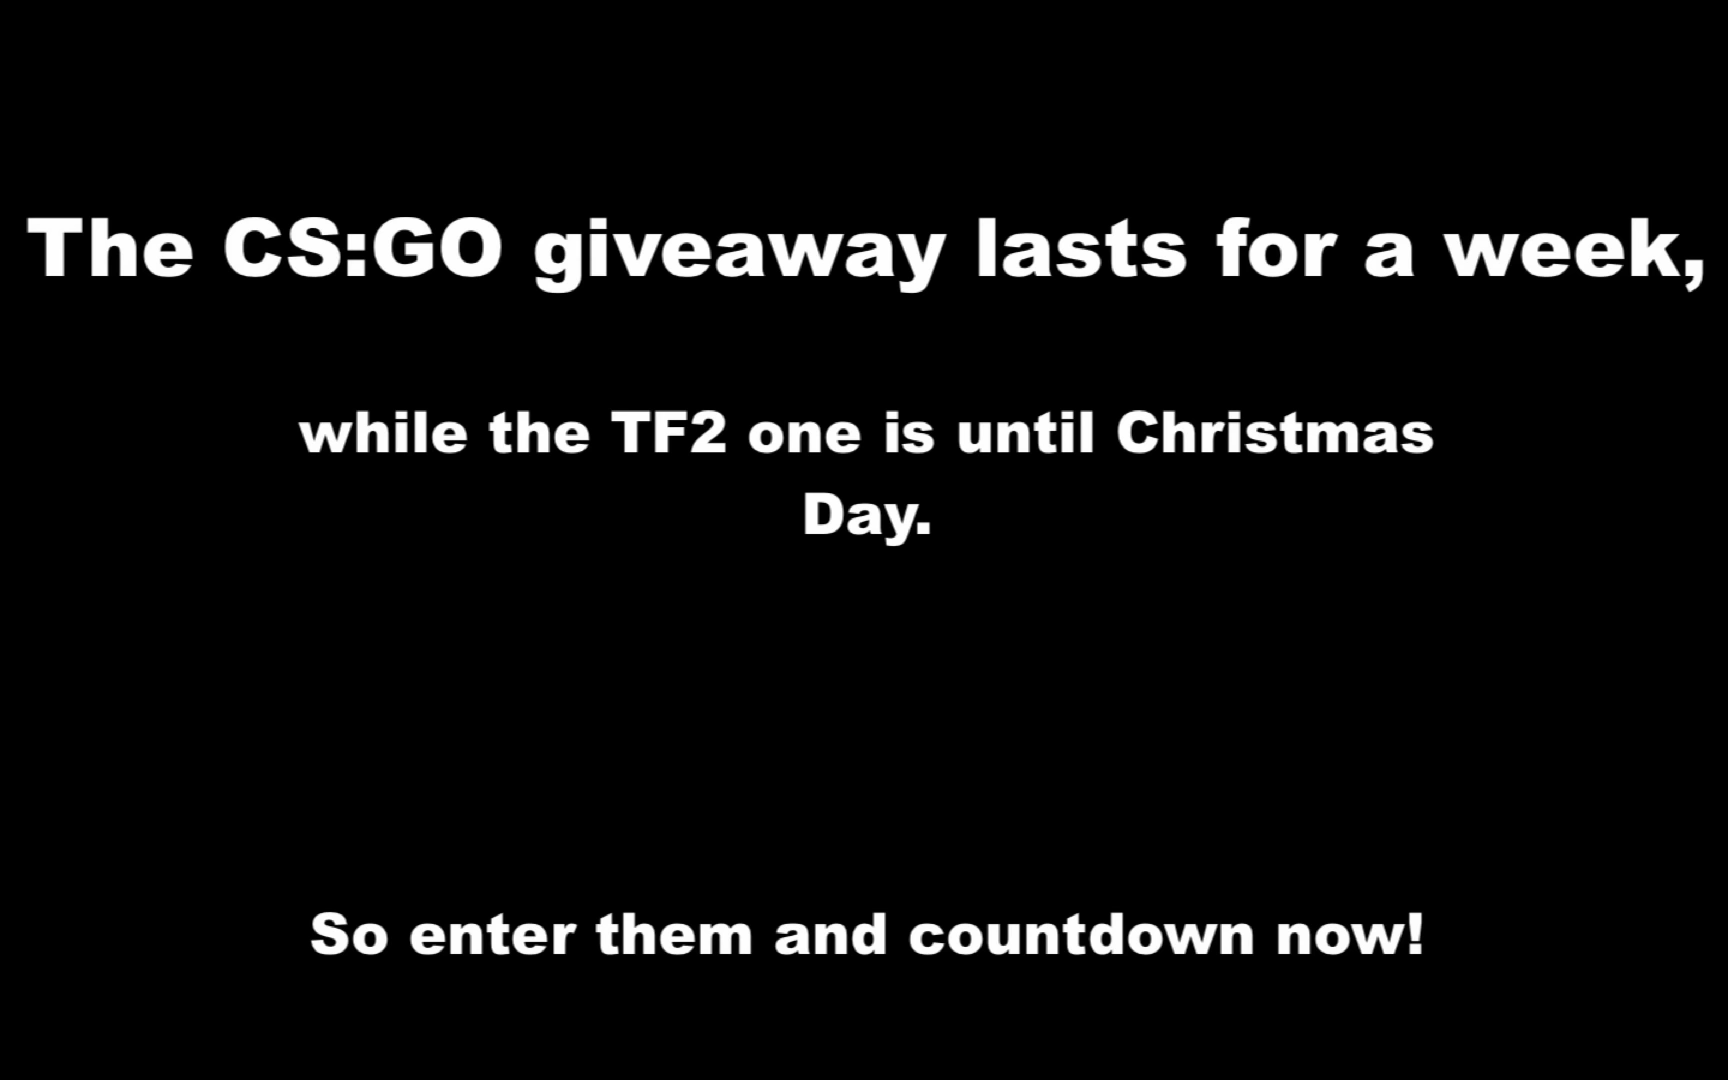 The CS:GO giveaway lasts for a week,
while the TF2 one is until Christmas
Day.
So enter them and countdown now!